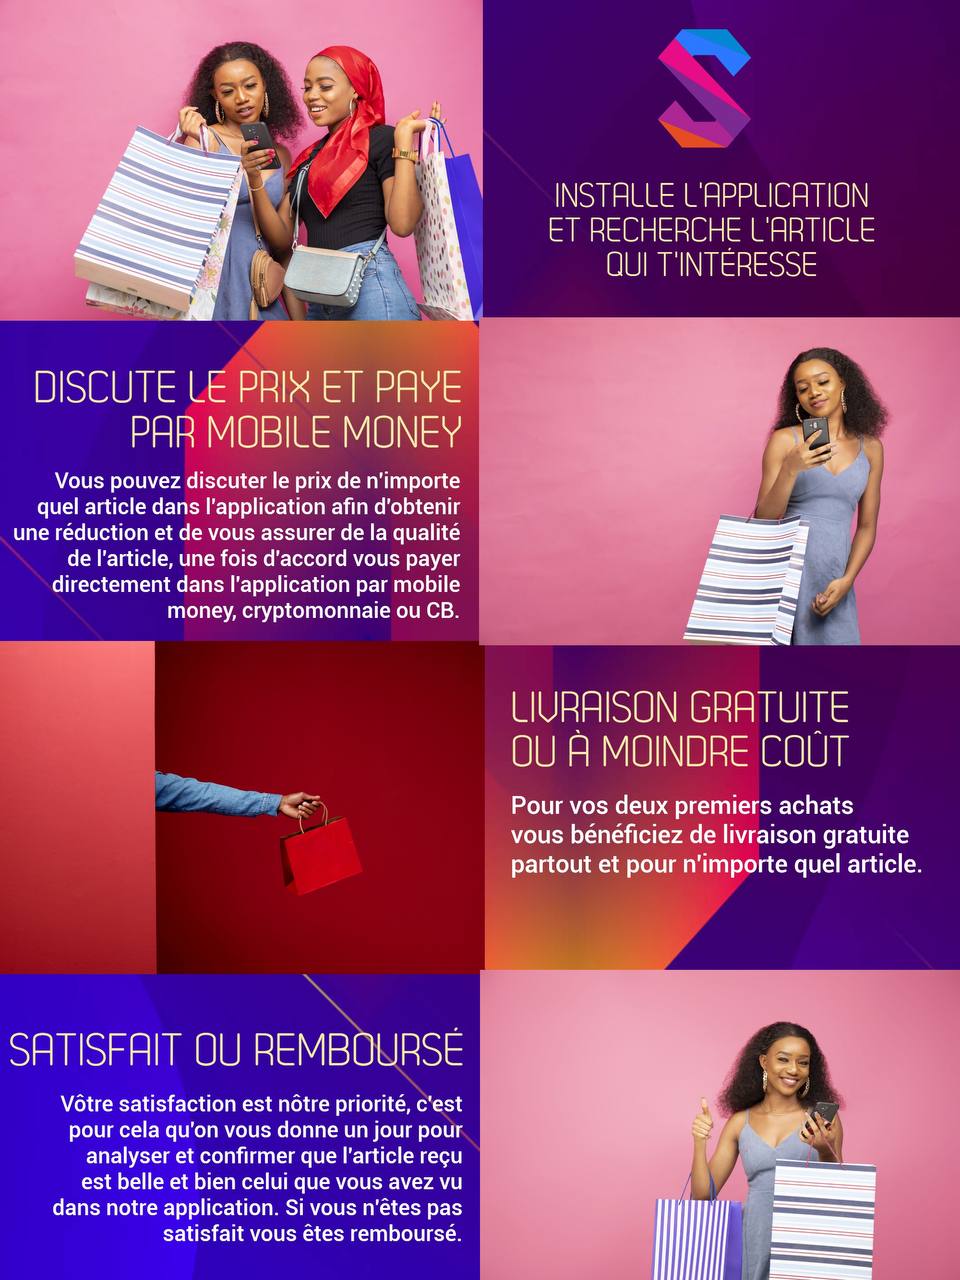 INSTALLE L'APPLICATION
ET RECHERCHE L'ARTICLE
QUI T'INTÉRESSE
DISCUTE LE PRIX ET PAYE
PAR MOBILE MONEY
Vous pouvez discuter le prix de n'importe
quel article dans l'application afin d'obtenir
une réduction et de vous assurer de la qualité
de l'article, une fois d'accord vous payer
directement dans l'application par mobile
money, cryptomonnaie ou CB.
LIVRAISON GRATUITE
OU À MOINDRE COÛT
Pour vos deux premiers achats
vous bénéficiez de livraison gratuite
partout et pour n'importe quel article.
SATISFAIT OU REMBOURSÉ
Vôtre satisfaction est nôtre priorité, c'est
pour cela qu'on vous donne un jour pour
analyser et confirmer que l'article reçu
est belle et bien celui que vous avez vu
dans notre application. Si vous n'êtes pas
satisfait vous êtes remboursé.